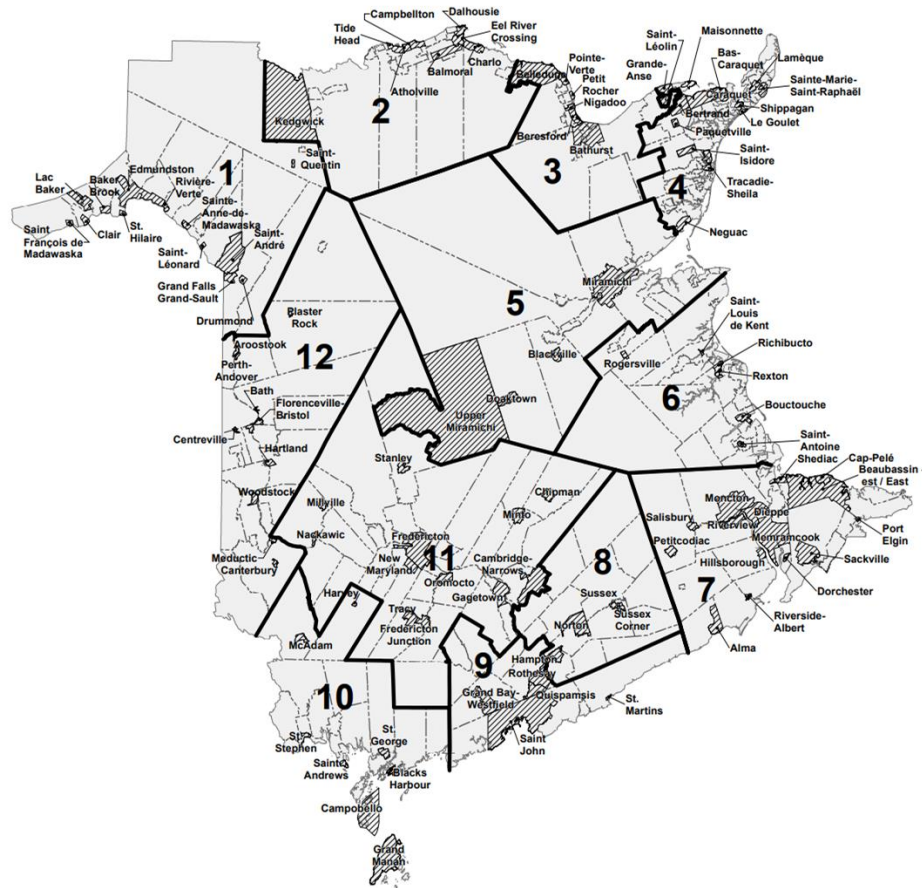 Campbellton
Dalhousie
Tide
Head
Eel River
Crossing
Charlo
Balmoral
Atholville
2
Kedgwick
Saint-
Quentin
Belledune
Pointe-
Verte
Petit
Rocher
Nigadoo
Beresford
Bathurst
3
Saint-
Léolin
Grande-
Anse
Maisonnette
Bas-
Caraquet
Caraquet
Bertrand
Paquetville
Lamèque
Sainte-Marie-
Saint-Raphaël
Shippagan
Le Goulet
Saint-
Isidore
4
Tracadie-
Sheila
Neguac
1
Lac
Baker
Baker
Brook
Edmundston
Rivière-
Verte
Sainte-
Anne-de-
Madawaska
Saint
François de
Madawaska
Clair
St.
Hilaire
Saint-
Léonard
Saint-
André
Grand Falls
Grand-Sault
Drummond
5
Miramichi
Blackville
Doaktown
Upper
Miramichi
Rogersville
Saint-
Louis
de Kent
Richibucto
Rexton
6
Bouctouche
Saint-
Antoine
Shediac
Cap-Pelé
Beaubassin
est / East
Plaster
Rock
12
Aroostook
Perth-
Andover
Bath
Florenceville-
Bristol
Centreville
Hartland
Woodstock
Meductic
Canterbury
Stanley
Millville
Nackawic
Fredericton
New
Maryland
11
Oromocto
Minto
Chipman
Cambridge-
Narrows
Gagetown
Harvey
Tracy
Fredericton
Junction
McAdam
8
Sussex
Sussex
Corner
Norton
Salisbury
Petitcodiac
Moncton
Dieppe
Riverview
Memramcook
Hillsborough
7
Port
Elgin
Sackville
Dorchester
Riverside-
Albert
Alma
9
Hampton
Rothesay
Quispamsis
Grand Bay-
Westfield
Saint
John
St.
Martins
10
St.
Stephen
St.
George
Saint
Andrews
Blacks
Harbour
Campobello
Grand
Manan